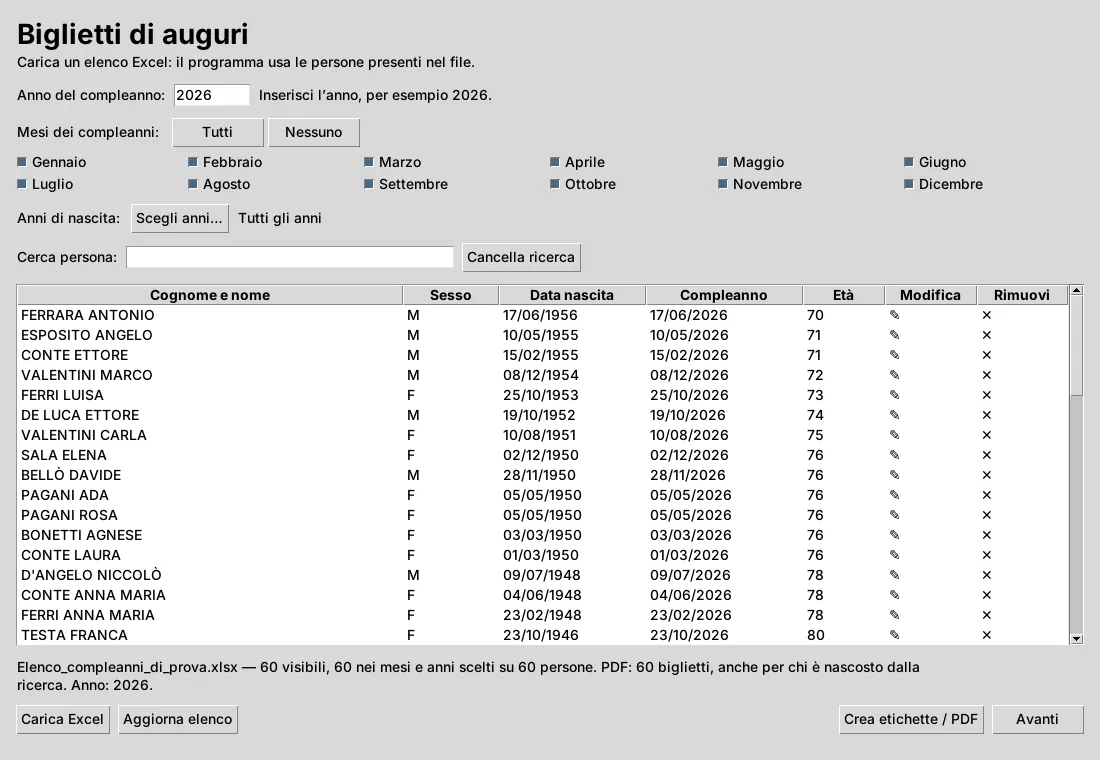 Biglietti di auguri
Carica un elenco Excel: il programma usa le persone presenti nel file.
Anno del compleanno: 2026 Inserisci l'anno, per esempio 2026.
Mesi dei compleanni: Tutti Nessuno
Gennaio Febbraio Marzo Aprile Maggio Giugno
Luglio Agosto Settembre Ottobre Novembre Dicembre
Anni di nascita: Scegli anni... Tutti gli anni
Cerca persona: Cancella ricerca
Cognome e nome Sesso Data nascita Compleanno Età Modifica Rimuovi
FERRARA ANTONIO M 17/06/1956 17/06/2026 70 ✎ ✕
ESPOSITO ANGELO M 10/05/1955 10/05/2026 71 ✎ ✕
CONTE ETTORE M 15/02/1955 15/02/2026 71 ✎ ✕
VALENTINI MARCO M 08/12/1954 08/12/2026 72 ✎ ✕
FERRI LUISA F 25/10/1953 25/10/2026 73 ✎ ✕
DE LUCA ETTORE M 19/10/1952 19/10/2026 74 ✎ ✕
VALENTINI CARLA F 10/08/1951 10/08/2026 75 ✎ ✕
SALA ELENA F 02/12/1950 02/12/2026 76 ✎ ✕
BELLÒ DAVIDE M 28/11/1950 28/11/2026 76 ✎ ✕
PAGANI ADA F 05/05/1950 05/05/2026 76 ✎ ✕
PAGANI ROSA F 05/05/1950 05/05/2026 76 ✎ ✕
BONETTI AGNESE F 03/03/1950 03/03/2026 76 ✎ ✕
CONTE LAURA F 01/03/1950 01/03/2026 76 ✎ ✕
D'ANGELO NICCOLÒ M 09/07/1948 09/07/2026 78 ✎ ✕
CONTE ANNA MARIA F 04/06/1948 04/06/2026 78 ✎ ✕
FERRI ANNA MARIA F 23/02/1948 23/02/2026 78 ✎ ✕
TESTA FRANCA F 23/10/1946 23/10/2026 80 ✎ ✕
Elenco_compleanni_di_prova.xlsx — 60 visibili, 60 nei mesi e anni scelti su 60 persone. PDF: 60 biglietti, anche per chi è nascosto dalla
ricerca. Anno: 2026.
Carica Excel Aggiorna elenco Crea etichette / PDF Avanti